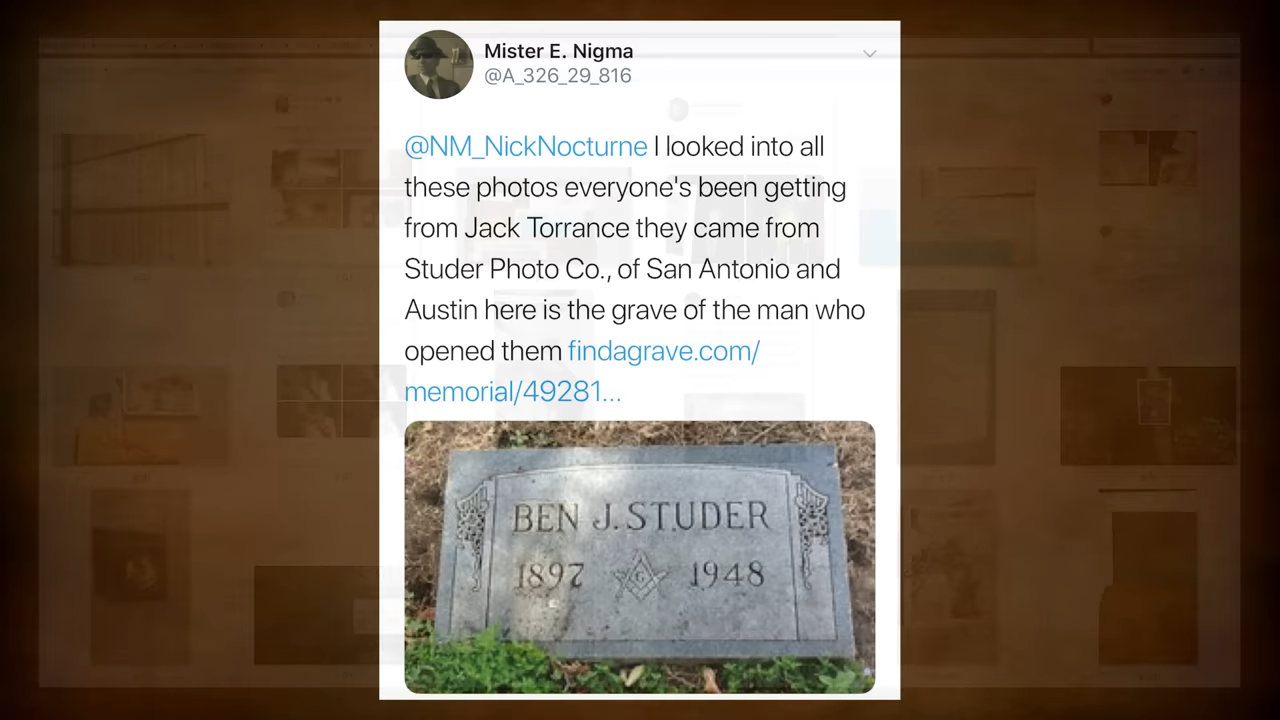 Mister E. Nigma
@A_326_29_816
@NM_NickNocturne I looked into all
these photos everyone's been getting
from Jack Torrance they came from
Studer Photo Co., of San Antonio and
Austin here is the grave of the man who
opened them findagrave.com/
memorial/49281...
BEN J. STUDER
1897 G 1948